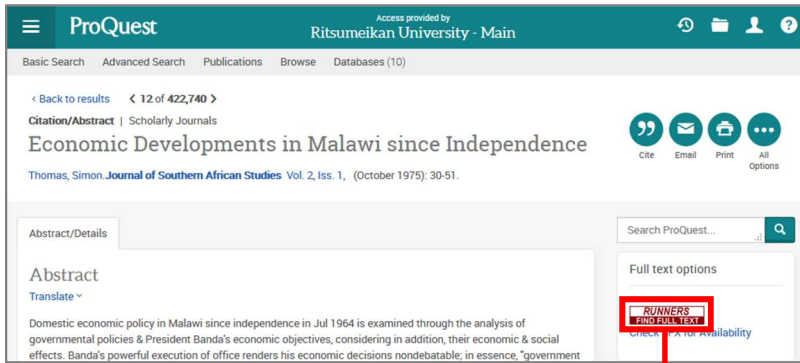 ProQuest
Access provided by
Ritsumeikan University - Main
Basic Search Advanced Search Publications Browse Databases (10)
‹ Back to results ‹ 12 of 422,740 ›
Citation/Abstract | Scholarly Journals
Economic Developments in Malawi since Independence
Thomas, Simon. Journal of Southern African Studies Vol. 2, Iss. 1, (October 1975): 30-51.
Cite Email Print All Options
Abstract/Details
Search ProQuest...
Full text options
RUNNERS
FIND FULL TEXT
Check SFX for Availability
Abstract
Translate
Domestic economic policy in Malawi since independence in Jul 1964 is examined through the analysis of
governmental policies & President Banda's economic objectives, considering in addition, their economic & social
effects. Banda's powerful execution of office renders his economic decisions nondebatable; in essence, "government